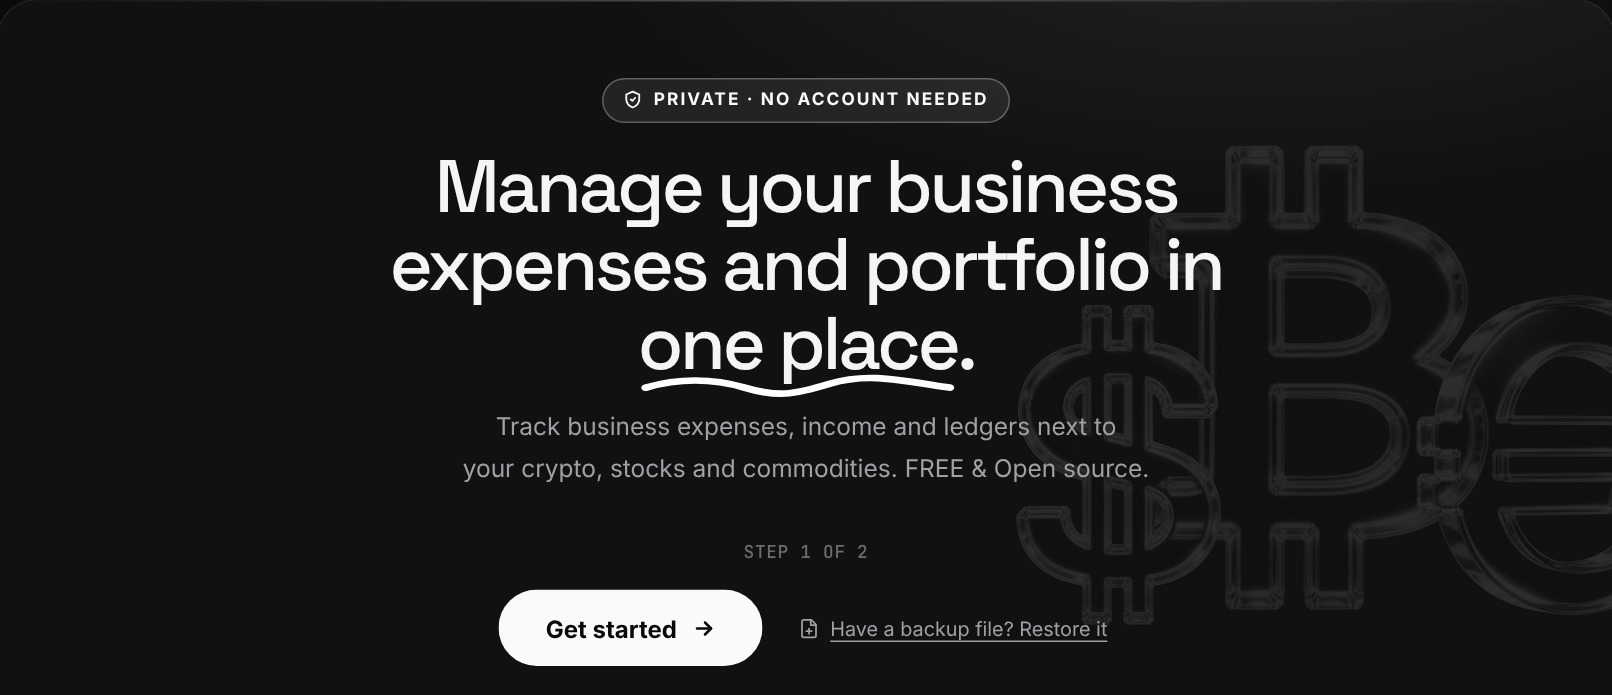 PRIVATE · NO ACCOUNT NEEDED
Manage your business
expenses and portfolio in
one place.
Track business expenses, income and ledgers next to
your crypto, stocks and commodities. FREE & Open source.
STEP 1 OF 2
Get started →
Have a backup file? Restore it